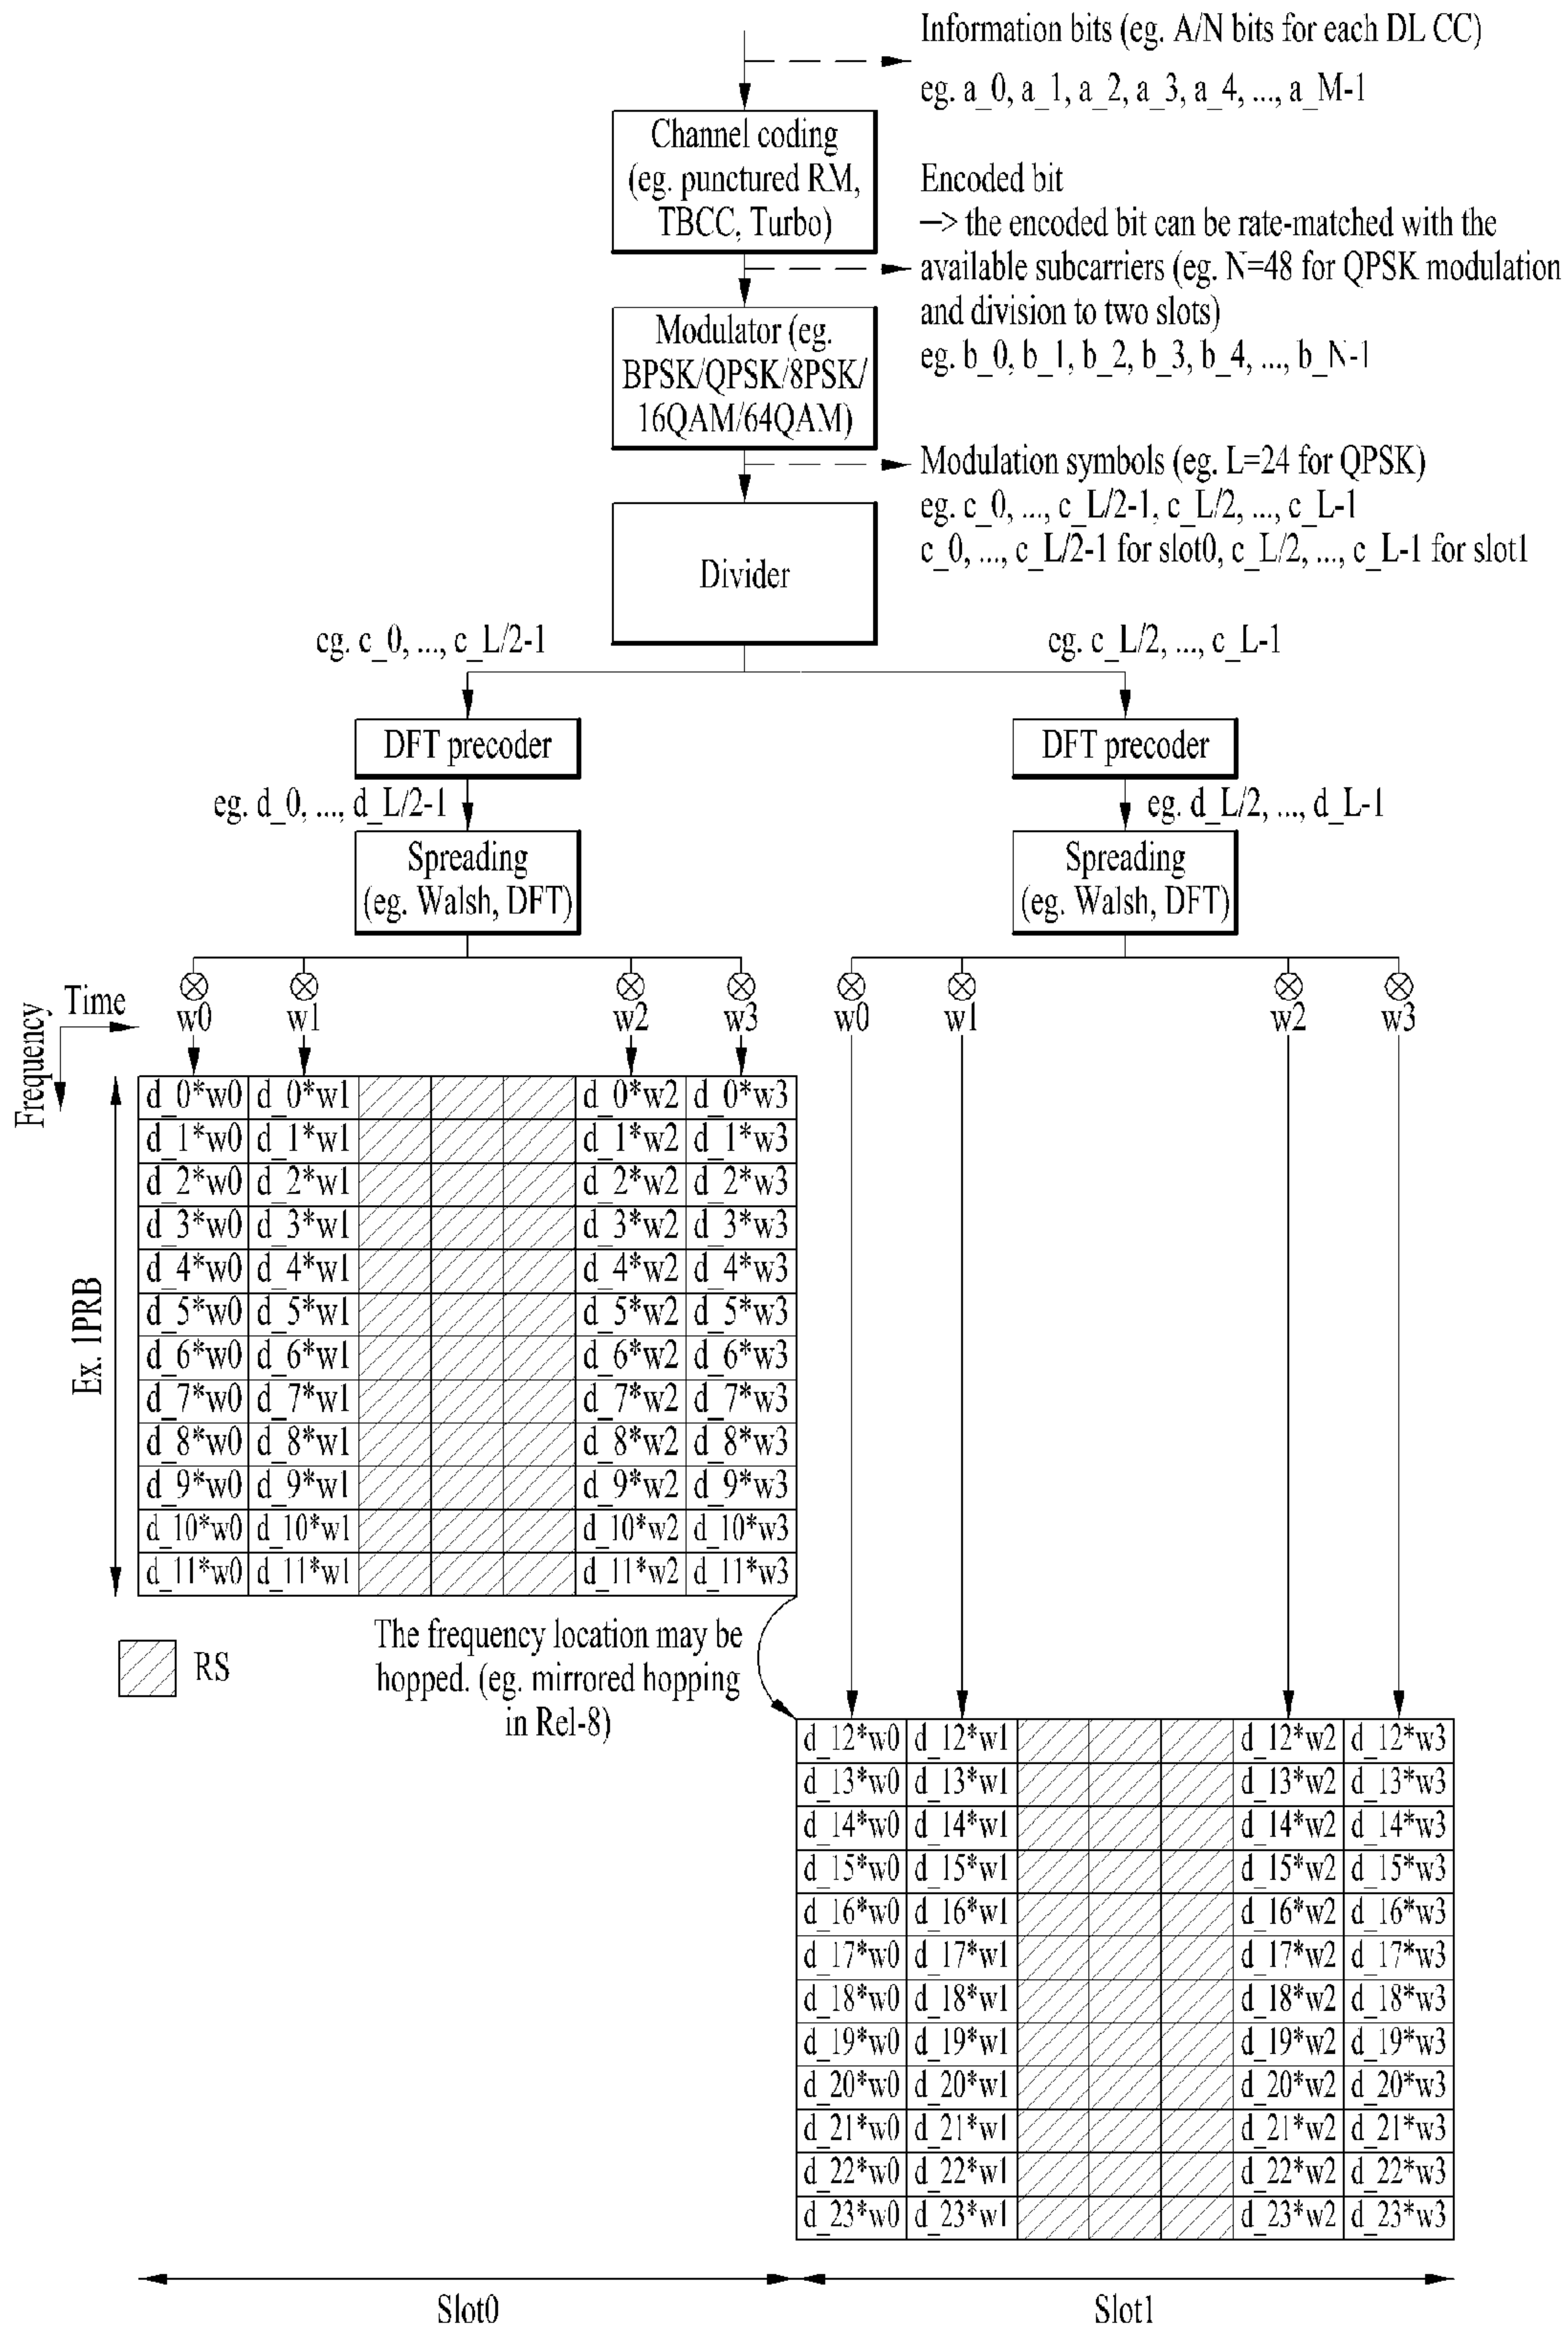 Information bits (eg. A/N bits for each DL CC)
eg. a_0, a_1, a_2, a_3, a_4, ..., a_M-1
Channel coding
(eg. punctured RM,
TBCC, Turbo)
Encoded bit
—> the encoded bit can be rate-matched with the
available subcarriers (eg. N=48 for QPSK modulation
and division to two slots)
eg. b_0, b_1, b_2, b_3, b_4, ..., b_N-1
Modulator (eg.
BPSK/QPSK/8PSK/
16QAM/64QAM)
Modulation symbols (eg. L=24 for QPSK)
eg. c_0, ..., c_L/2-1, c_L/2, ..., c_L-1
c_0, ..., c_L/2-1 for slot0, c_L/2, ..., c_L-1 for slot1
Divider
eg. c_0, ..., c_L/2-1
eg. c_L/2, ..., c_L-1
DFT precoder
DFT precoder
eg. d_0, ..., d_L/2-1
eg. d_L/2, ..., d_L-1
Spreading
(eg. Walsh, DFT)
Spreading
(eg. Walsh, DFT)
Time
Frequency
w0 w1 w2 w3 w0 w1 w2 w3
d_0*w0 d_0*w1 d_0*w2 d_0*w3
d_1*w0 d_1*w1 d_1*w2 d_1*w3
d_2*w0 d_2*w1 d_2*w2 d_2*w3
d_3*w0 d_3*w1 d_3*w2 d_3*w3
d_4*w0 d_4*w1 d_4*w2 d_4*w3
d_5*w0 d_5*w1 d_5*w2 d_5*w3
d_6*w0 d_6*w1 d_6*w2 d_6*w3
d_7*w0 d_7*w1 d_7*w2 d_7*w3
d_8*w0 d_8*w1 d_8*w2 d_8*w3
d_9*w0 d_9*w1 d_9*w2 d_9*w3
d_10*w0 d_10*w1 d_10*w2 d_10*w3
d_11*w0 d_11*w1 d_11*w2 d_11*w3
Ex. 1PRB
RS
The frequency location may be
hopped. (eg. mirrored hopping
in Rel-8)
d_12*w0 d_12*w1 d_12*w2 d_12*w3
d_13*w0 d_13*w1 d_13*w2 d_13*w3
d_14*w0 d_14*w1 d_14*w2 d_14*w3
d_15*w0 d_15*w1 d_15*w2 d_15*w3
d_16*w0 d_16*w1 d_16*w2 d_16*w3
d_17*w0 d_17*w1 d_17*w2 d_17*w3
d_18*w0 d_18*w1 d_18*w2 d_18*w3
d_19*w0 d_19*w1 d_19*w2 d_19*w3
d_20*w0 d_20*w1 d_20*w2 d_20*w3
d_21*w0 d_21*w1 d_21*w2 d_21*w3
d_22*w0 d_22*w1 d_22*w2 d_22*w3
d_23*w0 d_23*w1 d_23*w2 d_23*w3
Slot0
Slot1